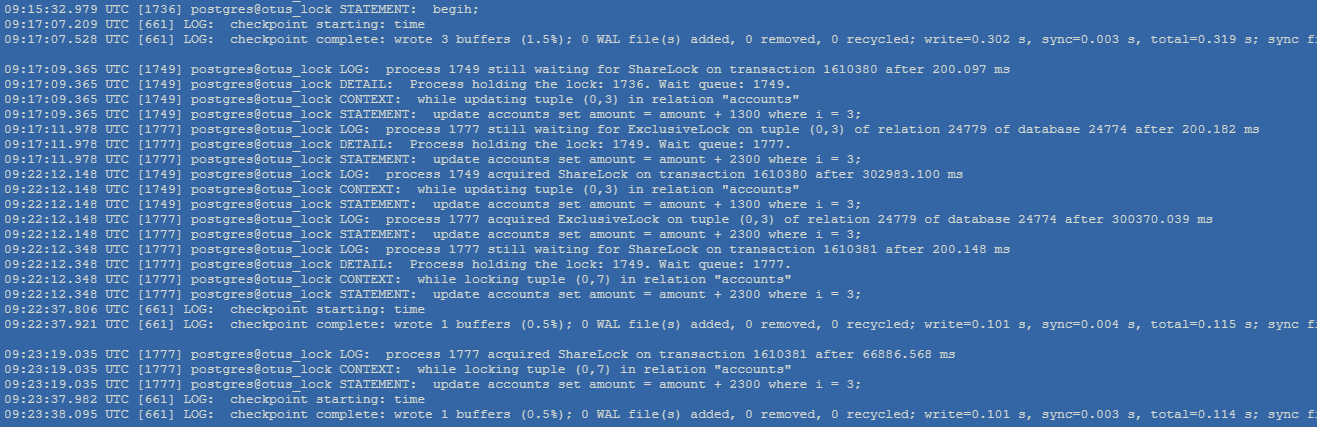 09:15:32.979 UTC [1736] postgres@otus_lock STATEMENT:  begih;
09:17:07.209 UTC [661] LOG:  checkpoint starting: time
09:17:07.528 UTC [661] LOG:  checkpoint complete: wrote 3 buffers (1.5%); 0 WAL file(s) added, 0 removed, 0 recycled; write=0.302 s, sync=0.003 s, total=0.319 s; sync
09:17:09.365 UTC [1749] postgres@otus_lock LOG:  process 1749 still waiting for ShareLock on transaction 1610380 after 200.097 ms
09:17:09.365 UTC [1749] postgres@otus_lock DETAIL:  Process holding the lock: 1736. Wait queue: 1749.
09:17:09.365 UTC [1749] postgres@otus_lock CONTEXT:  while updating tuple (0,3) in relation "accounts"
09:17:09.365 UTC [1749] postgres@otus_lock STATEMENT:  update accounts set amount = amount + 1300 where i = 3;
09:17:11.978 UTC [1777] postgres@otus_lock LOG:  process 1777 still waiting for ExclusiveLock on tuple (0,3) of relation 24779 of database 24774 after 200.182 ms
09:17:11.978 UTC [1777] postgres@otus_lock DETAIL:  Process holding the lock: 1749. Wait queue: 1777.
09:17:11.978 UTC [1777] postgres@otus_lock STATEMENT:  update accounts set amount = amount + 2300 where i = 3;
09:22:12.148 UTC [1749] postgres@otus_lock LOG:  process 1749 acquired ShareLock on transaction 1610380 after 302983.100 ms
09:22:12.148 UTC [1749] postgres@otus_lock CONTEXT:  while updating tuple (0,3) in relation "accounts"
09:22:12.148 UTC [1749] postgres@otus_lock STATEMENT:  update accounts set amount = amount + 1300 where i = 3;
09:22:12.148 UTC [1777] postgres@otus_lock LOG:  process 1777 acquired ExclusiveLock on tuple (0,3) of relation 24779 of database 24774 after 300370.039 ms
09:22:12.148 UTC [1777] postgres@otus_lock STATEMENT:  update accounts set amount = amount + 2300 where i = 3;
09:22:12.348 UTC [1777] postgres@otus_lock LOG:  process 1777 still waiting for ShareLock on transaction 1610381 after 200.148 ms
09:22:12.348 UTC [1777] postgres@otus_lock DETAIL:  Process holding the lock: 1749. Wait queue: 1777.
09:22:12.348 UTC [1777] postgres@otus_lock CONTEXT:  while locking tuple (0,7) in relation "accounts"
09:22:12.348 UTC [1777] postgres@otus_lock STATEMENT:  update accounts set amount = amount + 2300 where i = 3;
09:22:37.806 UTC [661] LOG:  checkpoint starting: time
09:22:37.921 UTC [661] LOG:  checkpoint complete: wrote 1 buffers (0.5%); 0 WAL file(s) added, 0 removed, 0 recycled; write=0.101 s, sync=0.004 s, total=0.115 s; sync
09:23:19.035 UTC [1777] postgres@otus_lock LOG:  process 1777 acquired ShareLock on transaction 1610381 after 66886.568 ms
09:23:19.035 UTC [1777] postgres@otus_lock CONTEXT:  while locking tuple (0,7) in relation "accounts"
09:23:19.035 UTC [1777] postgres@otus_lock STATEMENT:  update accounts set amount = amount + 2300 where i = 3;
09:23:37.982 UTC [661] LOG:  checkpoint starting: time
09:23:38.095 UTC [661] LOG:  checkpoint complete: wrote 1 buffers (0.5%); 0 WAL file(s) added, 0 removed, 0 recycled; write=0.101 s, sync=0.003 s, total=0.114 s; sync